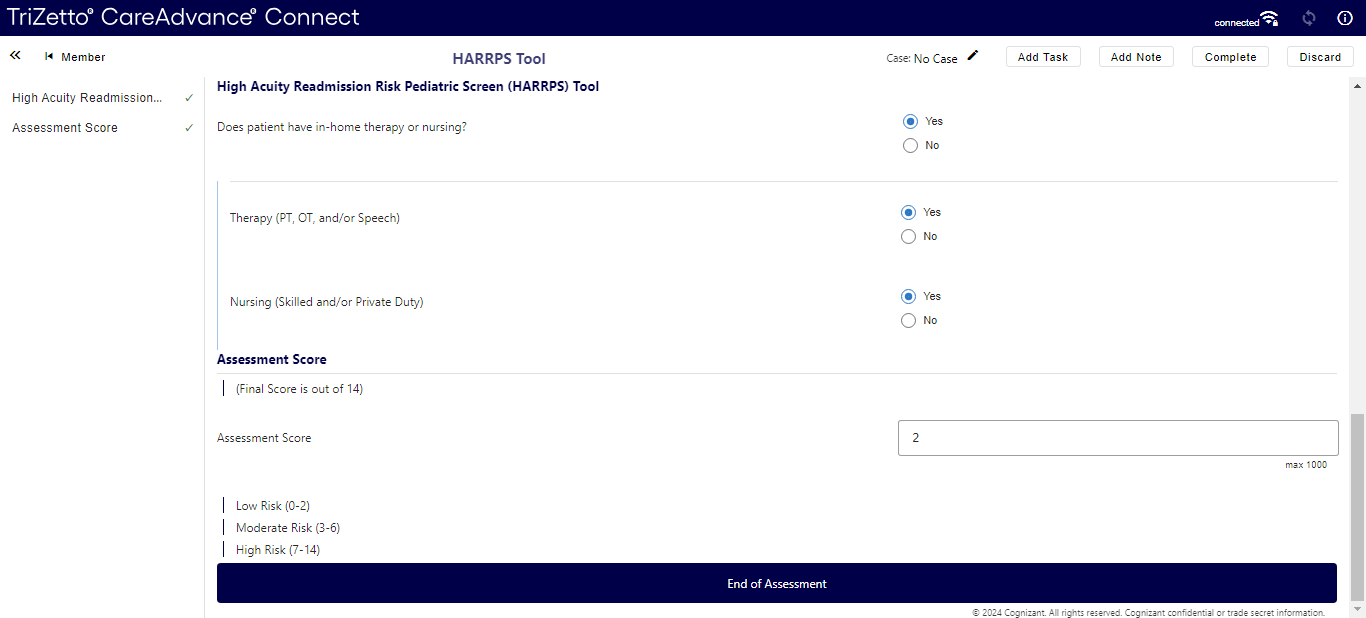 TriZetto® CareAdvance® Connect
connected
Member
HARRPS Tool
Case: No Case
Add Task
Add Note
Complete
Discard
High Acuity Readmission...
Assessment Score
High Acuity Readmission Risk Pediatric Screen (HARRPS) Tool
Does patient have in-home therapy or nursing?
Yes
No
Therapy (PT, OT, and/or Speech)
Yes
No
Nursing (Skilled and/or Private Duty)
Yes
No
Assessment Score
(Final Score is out of 14)
Assessment Score
2
max 1000
Low Risk (0-2)
Moderate Risk (3-6)
High Risk (7-14)
End of Assessment
© 2024 Cognizant. All rights reserved. Cognizant confidential or trade secret information.